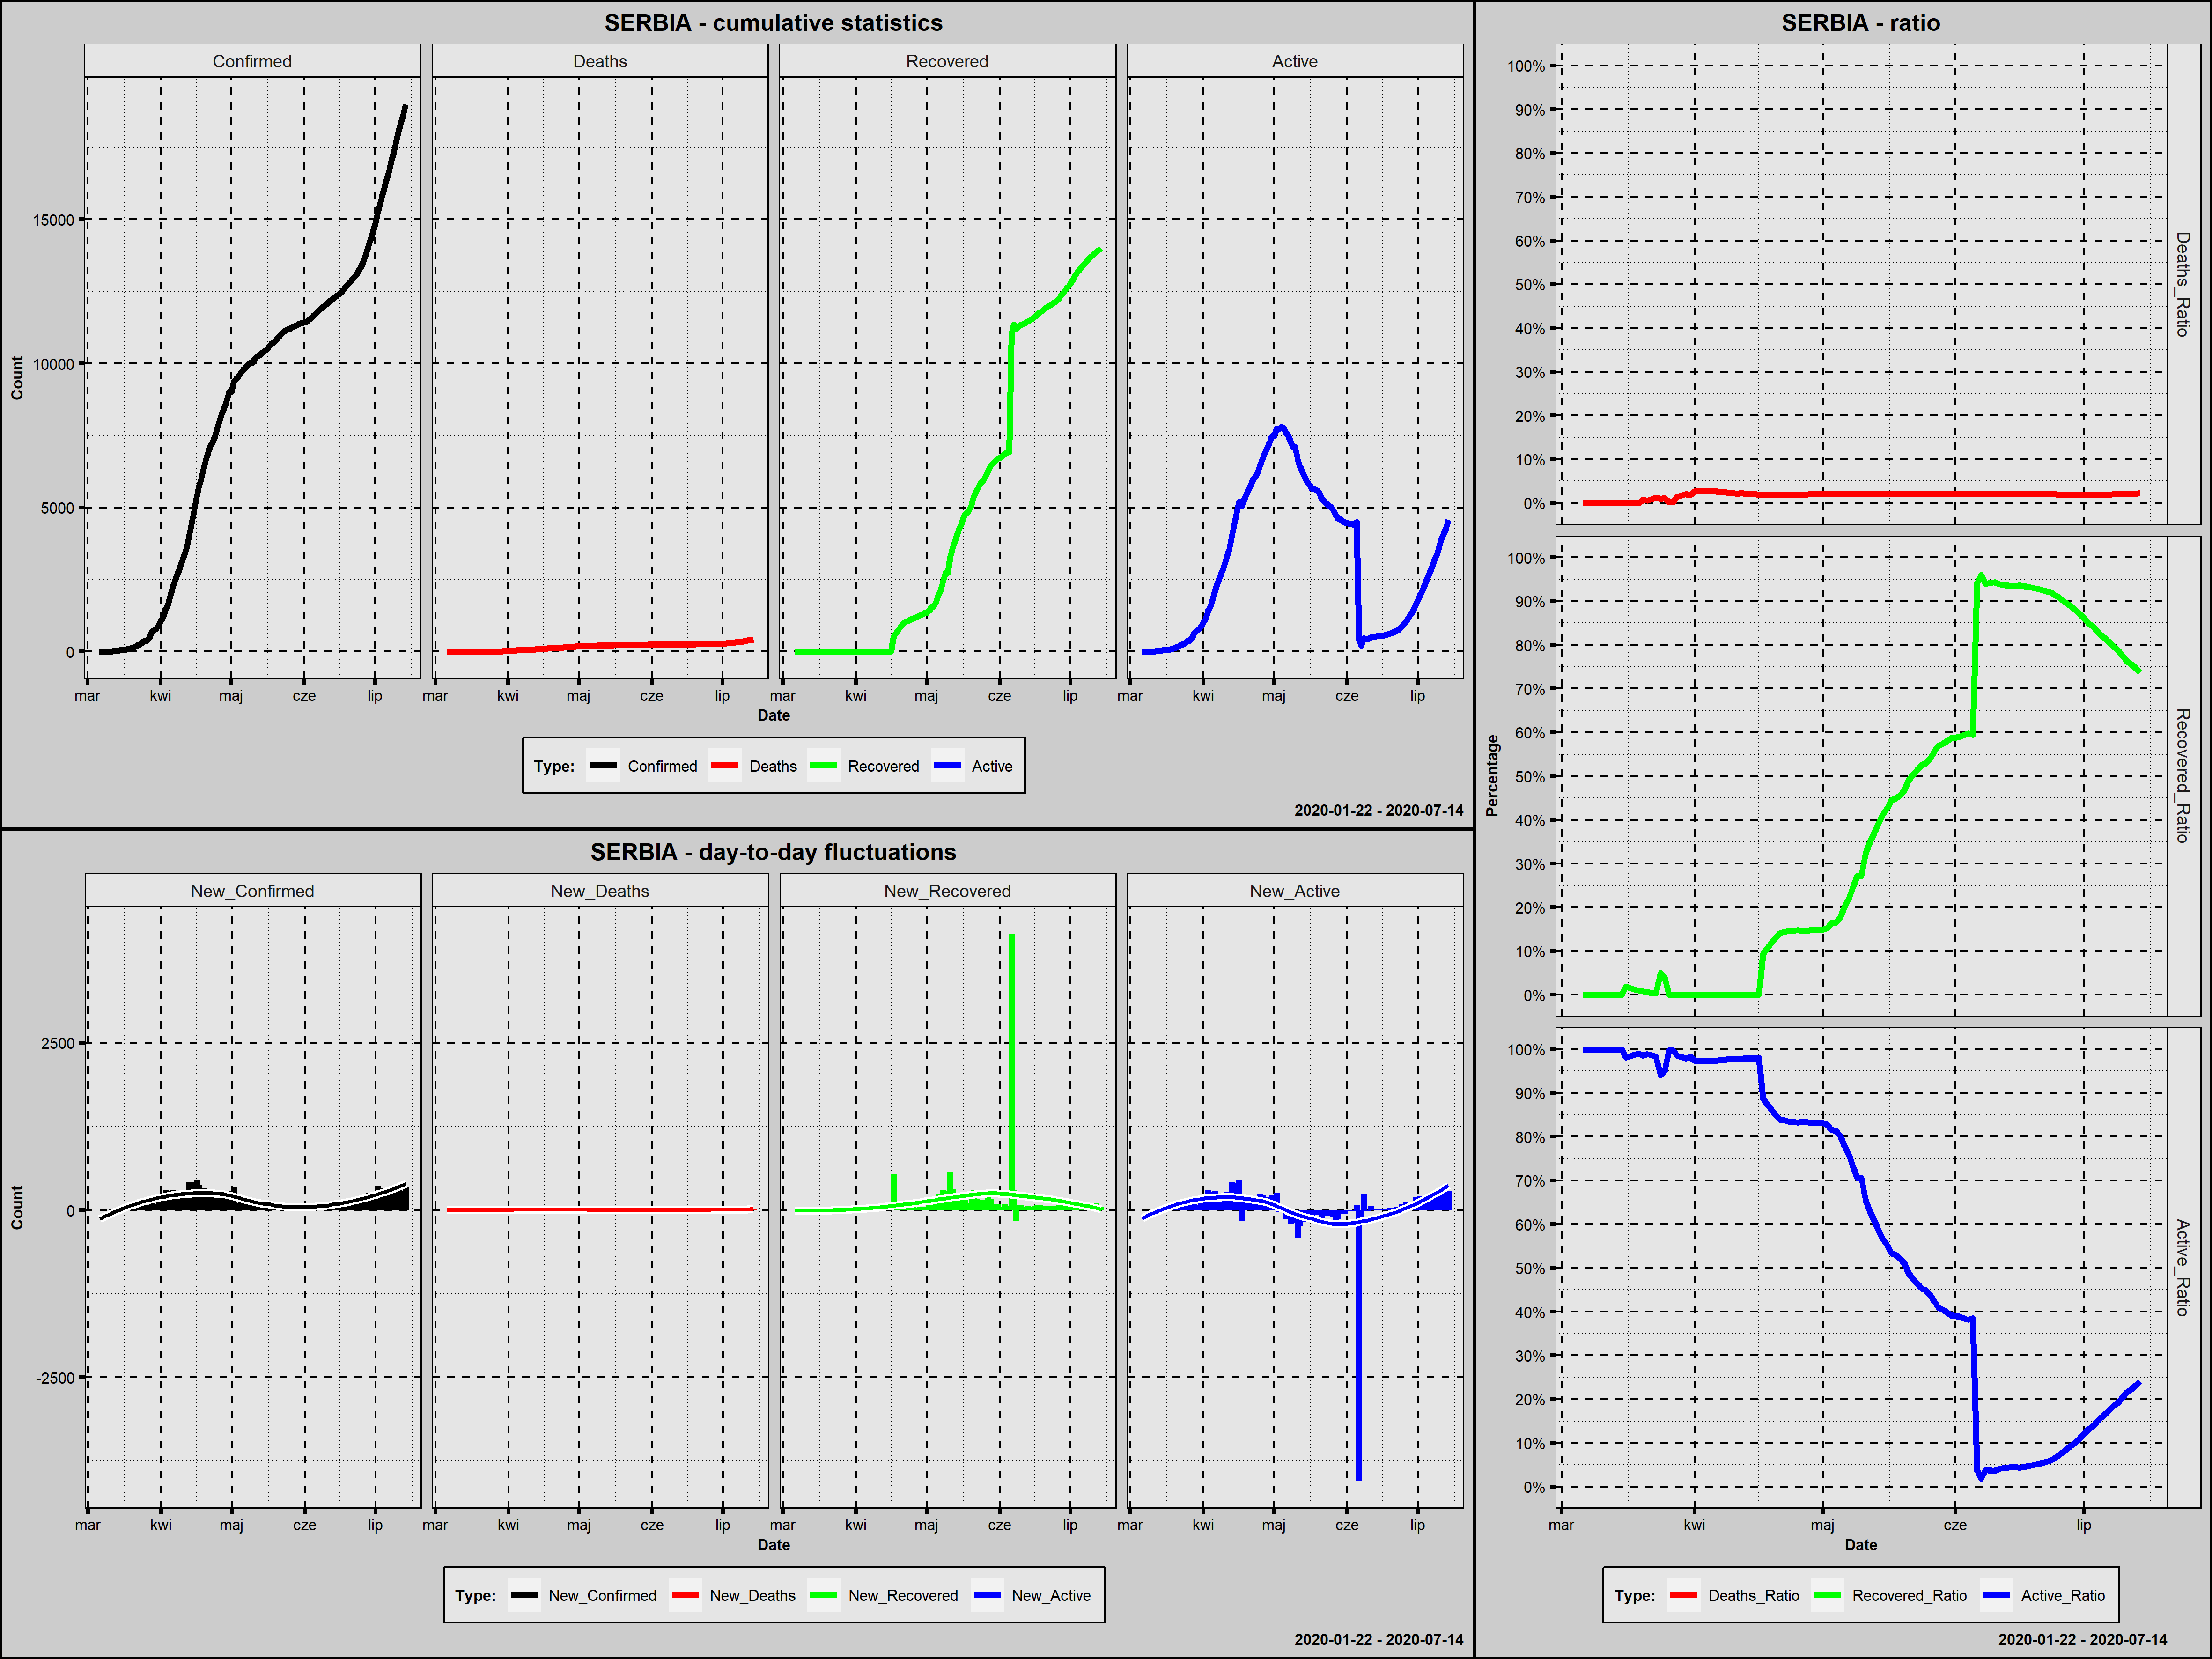 SERBIA - cumulative statistics
Confirmed Deaths Recovered Active
Count
15000
10000
5000
0
mar kwi maj cze lip mar kwi maj cze lip mar kwi maj cze lip mar kwi maj cze lip
Date
Type: Confirmed Deaths Recovered Active
2020-01-22 - 2020-07-14
SERBIA - day-to-day fluctuations
New_Confirmed New_Deaths New_Recovered New_Active
Count
2500
0
-2500
mar kwi maj cze lip mar kwi maj cze lip mar kwi maj cze lip mar kwi maj cze lip
Date
Type: New_Confirmed New_Deaths New_Recovered New_Active
2020-01-22 - 2020-07-14
SERBIA - ratio
Percentage
100%
90%
80%
70%
60%
50%
40%
30%
20%
10%
0%
Deaths_Ratio
100%
90%
80%
70%
60%
50%
40%
30%
20%
10%
0%
Recovered_Ratio
100%
90%
80%
70%
60%
50%
40%
30%
20%
10%
0%
Active_Ratio
mar kwi maj cze lip
Date
Type: Deaths_Ratio Recovered_Ratio Active_Ratio
2020-01-22 - 2020-07-14